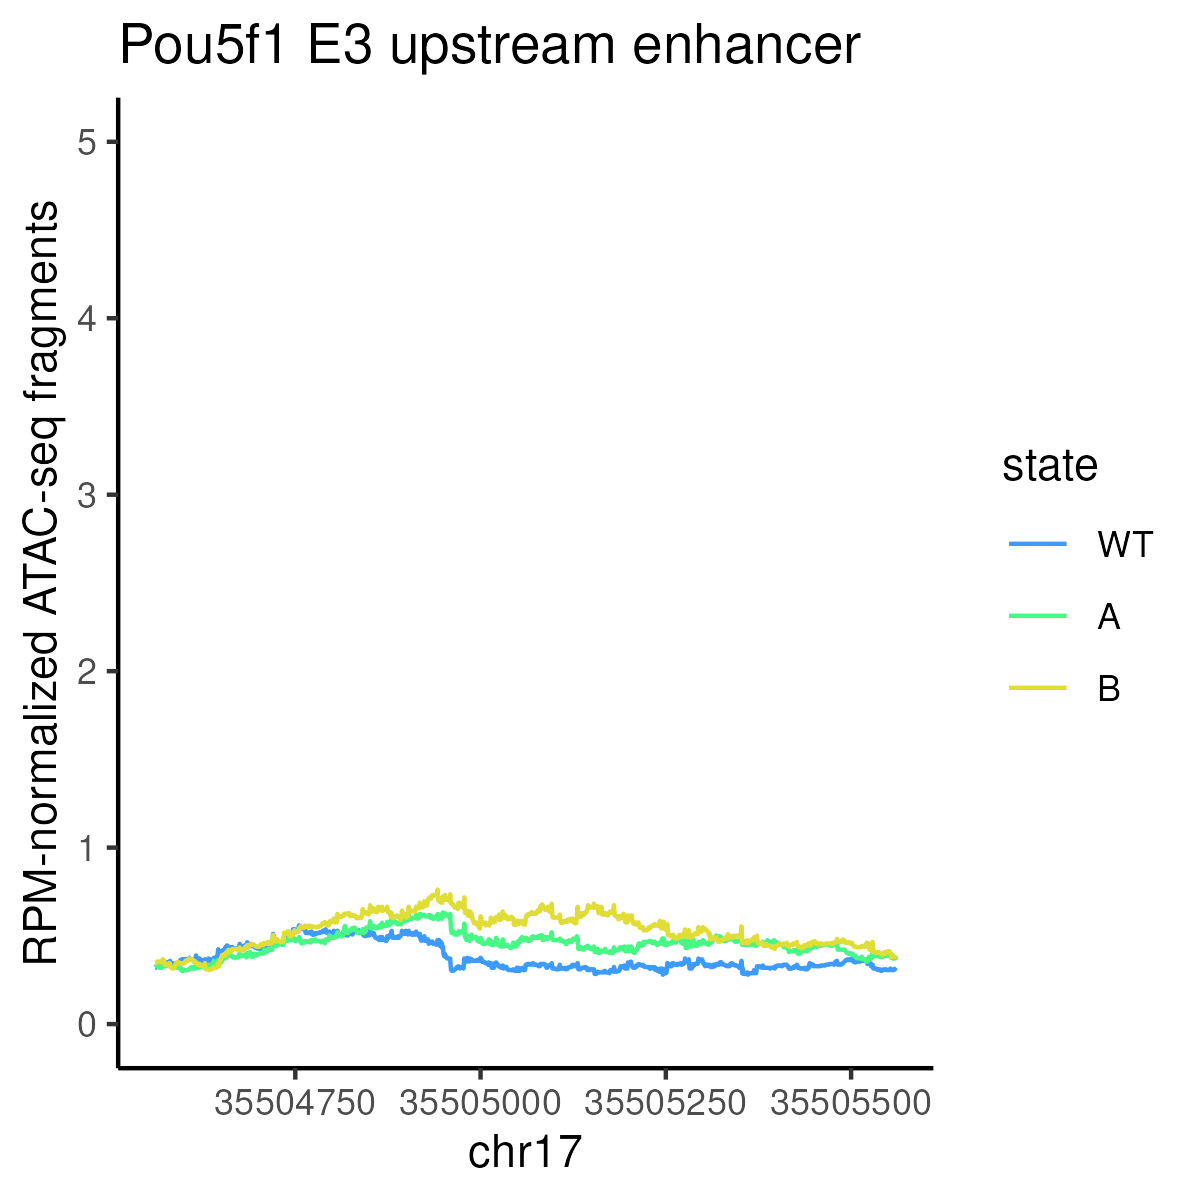 Pou5f1 E3 upstream enhancer
RPM-normalized ATAC-seq fragments
5
4
3
2
1
0
35504750 35505000 35505250 35505500
chr17
state
WT
A
B